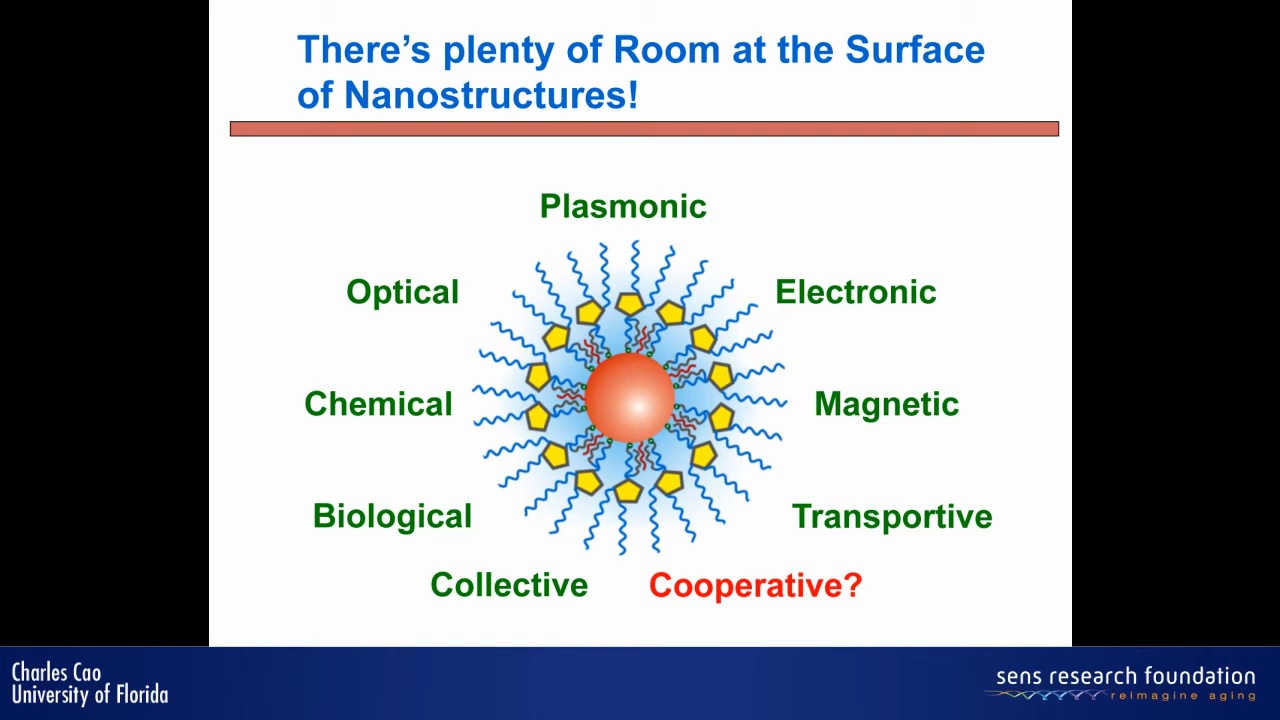 There's plenty of Room at the Surface
of Nanostructures!
Plasmonic
Optical
Electronic
Chemical
Magnetic
Biological
Transportive
Collective
Cooperative?
Charles Cao
University of Florida
sens research foundation
reimagine aging